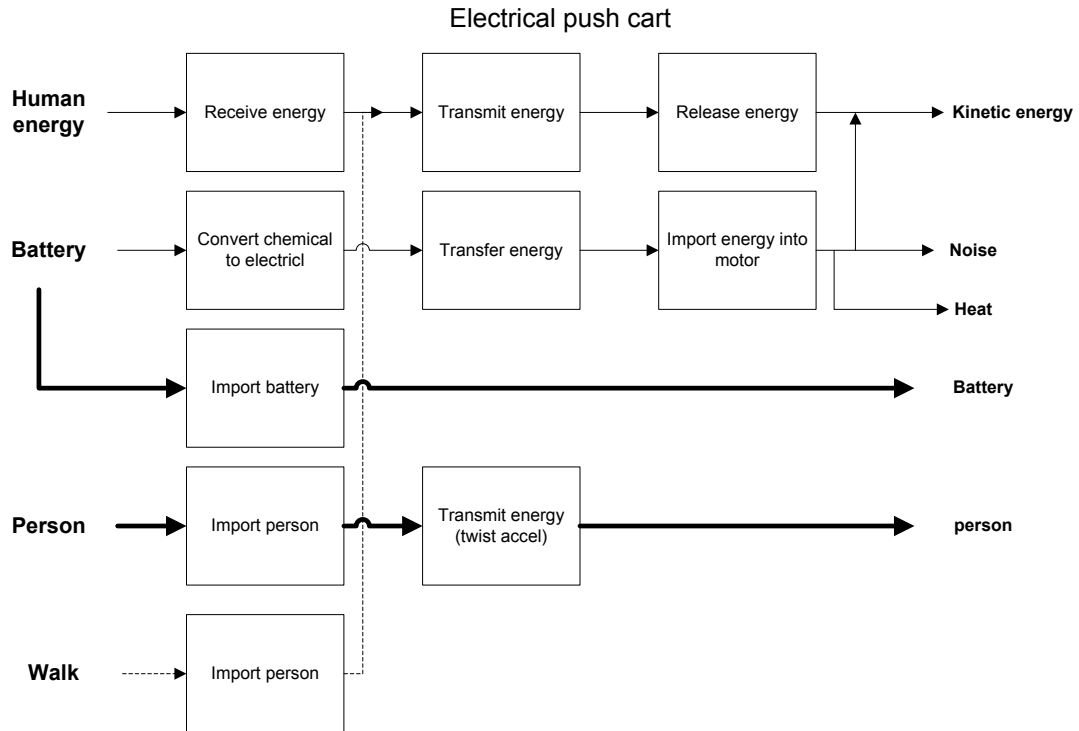 Electrical push cart
Human
energy
Receive energy
Transmit energy
Release energy
Kinetic energy
Battery
Convert chemical
to electricl
Transfer energy
Import energy into
motor
Noise
Heat
Import battery
Battery
Person
Import person
Transmit energy
(twist accel)
person
Walk
Import person